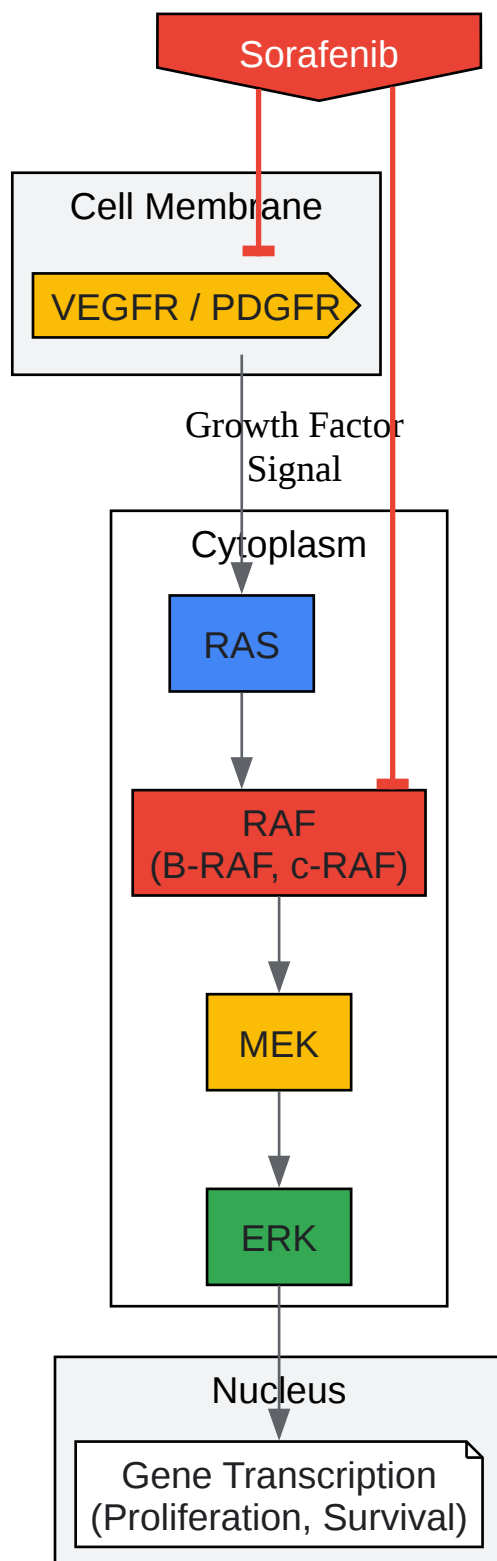 Sorafenib
Cell Membrane
VEGFR / PDGFR
Growth Factor
Signal
Cytoplasm
RAS
RAF
(B-RAF, c-RAF)
MEK
ERK
Nucleus
Gene Transcription
(Proliferation, Survival)